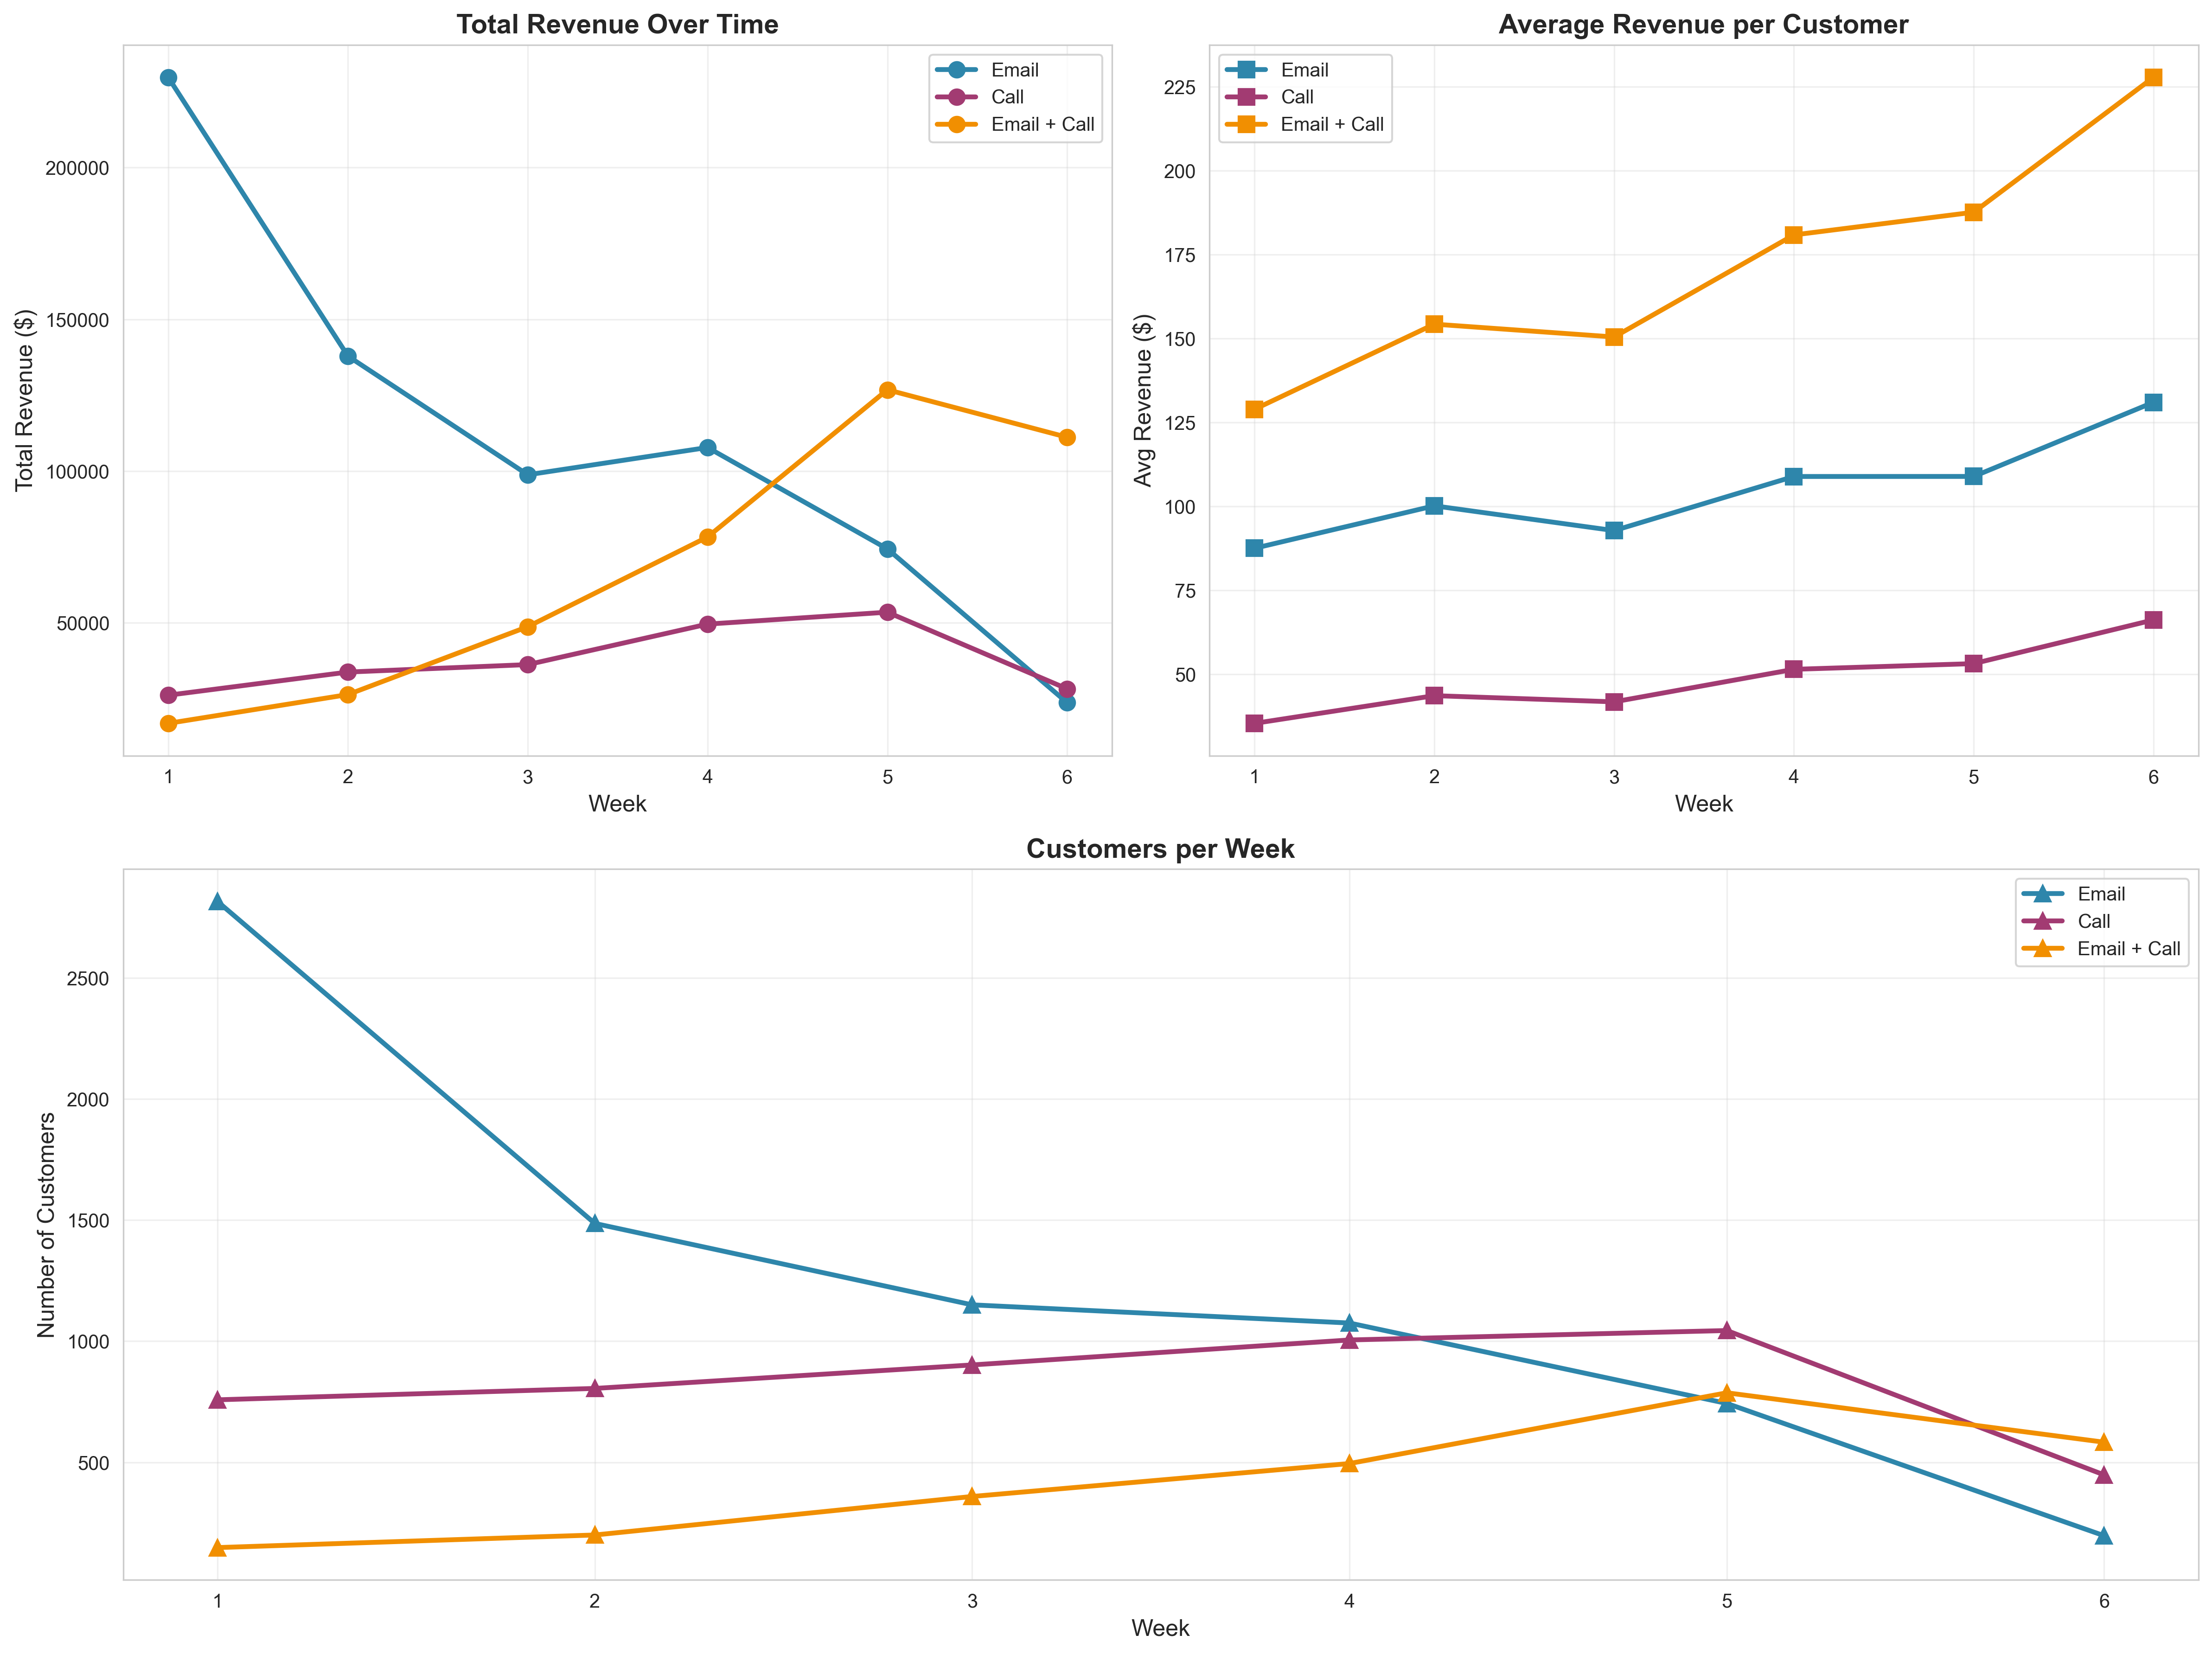 Total Revenue Over Time
Total Revenue ($)
200000
150000
100000
50000
Email
Call
Email + Call
1 2 3 4 5 6
Week
Average Revenue per Customer
Avg Revenue ($)
225
200
175
150
125
100
75
50
Email
Call
Email + Call
1 2 3 4 5 6
Week
Customers per Week
Number of Customers
2500
2000
1500
1000
500
Email
Call
Email + Call
1 2 3 4 5 6
Week